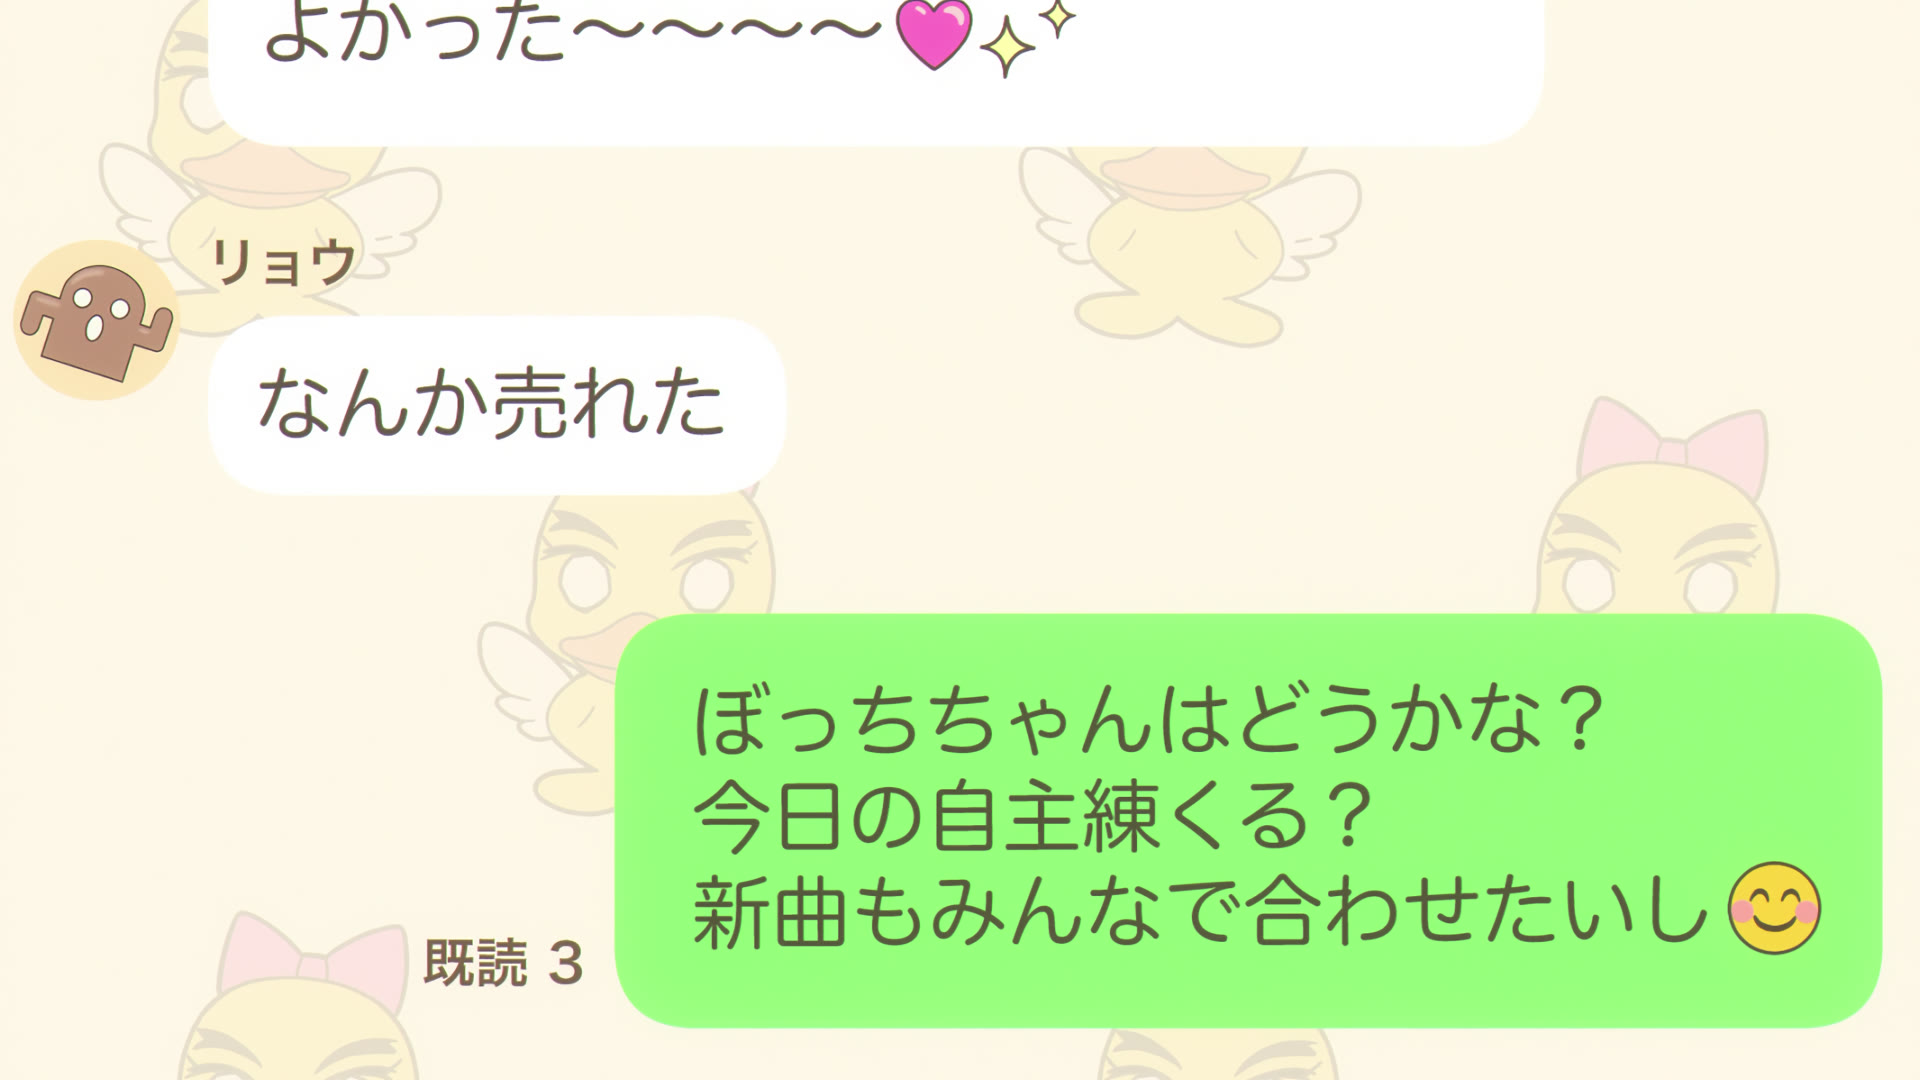 よかった〜〜〜〜💖✨
リョウ
なんか売れた
ぼっちちゃんはどうかな？
今日の自主練くる？
新曲もみんなで合わせたいし😊
既読 3